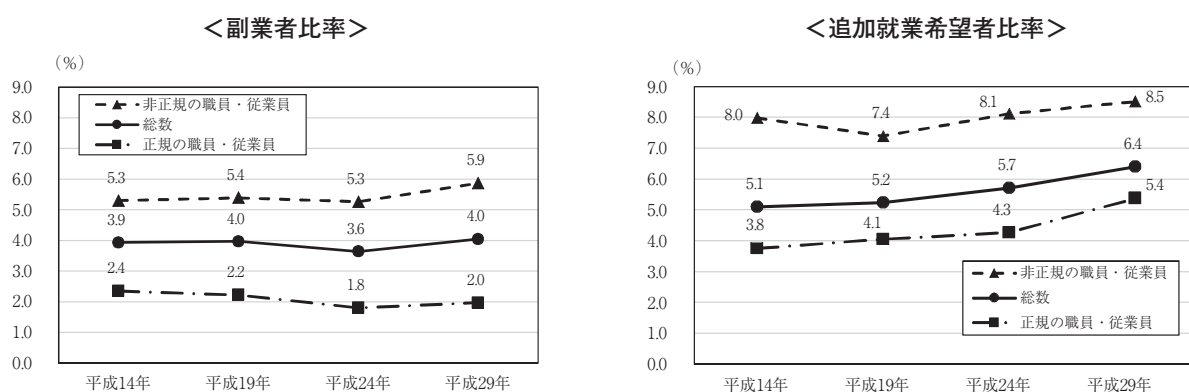 ＜副業者比率＞
（%）
9.0
8.0
7.0
6.0
5.0
4.0
3.0
2.0
1.0
0.0
非正規の職員・従業員
総数
正規の職員・従業員
5.3
5.4
5.3
5.9
3.9
4.0
3.6
4.0
2.4
2.2
1.8
2.0
平成14年
平成19年
平成24年
平成29年
＜追加就業希望者比率＞
（%）
9.0
8.0
7.0
6.0
5.0
4.0
3.0
2.0
1.0
0.0
8.0
7.4
8.1
8.5
5.1
5.2
5.7
6.4
3.8
4.1
4.3
5.4
非正規の職員・従業員
総数
正規の職員・従業員
平成14年
平成19年
平成24年
平成29年